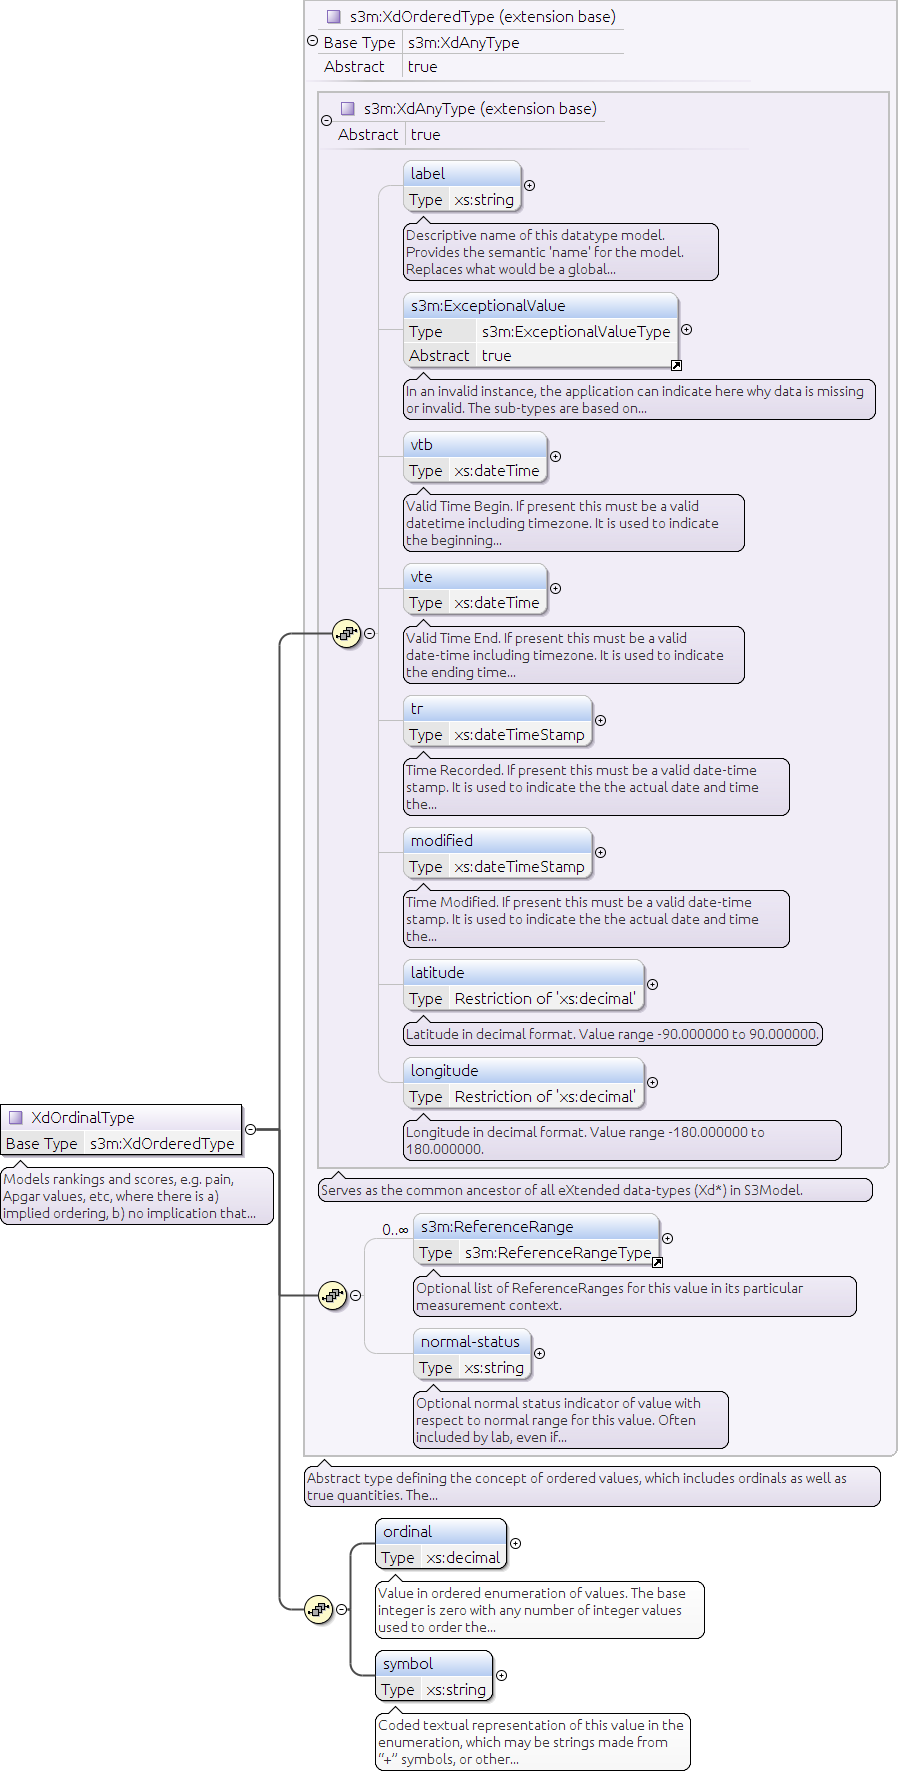 s3m:XdOrderedType (extension base)
Base Type s3m:XdAnyType
Abstract true
s3m:XdAnyType (extension base)
Abstract true
label
Type xs:string
Descriptive name of this datatype model.
Provides the semantic 'name' for the model.
Replaces what would be a global...
s3m:ExceptionalValue
Type s3m:ExceptionalValueType
Abstract true
In an invalid instance, the application can indicate here why data is missing
or invalid. The sub-types are based on...
vtb
Type xs:dateTime
Valid Time Begin. If present this must be a valid
datetime including timezone. It is used to indicate
the beginning...
vte
Type xs:dateTime
Valid Time End. If present this must be a valid
date-time including timezone. It is used to indicate
the ending time...
tr
Type xs:dateTimeStamp
Time Recorded. If present this must be a valid date-time
stamp. It is used to indicate the the actual date and time
the...
modified
Type xs:dateTimeStamp
Time Modified. If present this must be a valid date-time
stamp. It is used to indicate the the actual date and time
the...
latitude
Type Restriction of 'xs:decimal'
Latitude in decimal format. Value range -90.000000 to 90.000000.
longitude
Type Restriction of 'xs:decimal'
Longitude in decimal format. Value range -180.000000 to
180.000000.
XdOrdinalType
Base Type s3m:XdOrderedType
Models rankings and scores, e.g. pain,
Apgar values, etc, where there is a)
implied ordering, b) no implication that...
Serves as the common ancestor of all eXtended data-types (Xd*) in S3Model.
0..∞
s3m:ReferenceRange
Type s3m:ReferenceRangeType
Optional list of ReferenceRanges for this value in its particular
measurement context.
normal-status
Type xs:string
Optional normal status indicator of value with
respect to normal range for this value. Often
included by lab, even if...
Abstract type defining the concept of ordered values, which includes ordinals as well as
true quantities. The...
ordinal
Type xs:decimal
Value in ordered enumeration of values. The base
integer is zero with any number of integer values
used to order the...
symbol
Type xs:string
Coded textual representation of this value in the
enumeration, which may be strings made from
“+” symbols, or other...